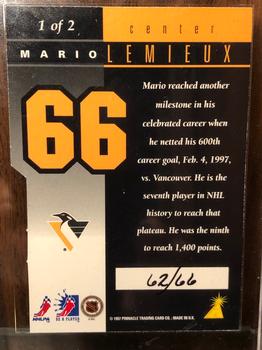 1 of 2
center
MARIO LEMIEUX
66
Mario reached another
milestone in his
celebrated career when
he netted his 600th
career goal, Feb. 4, 1997,
vs. Vancouver. He is the
seventh player in NHL
history to reach that
plateau. He was the ninth
to reach 1,400 points.
62/66
NHLPA
BE A PLAYER
© 1997 PINNACLE TRADING CARD CO., MADE IN U.S.